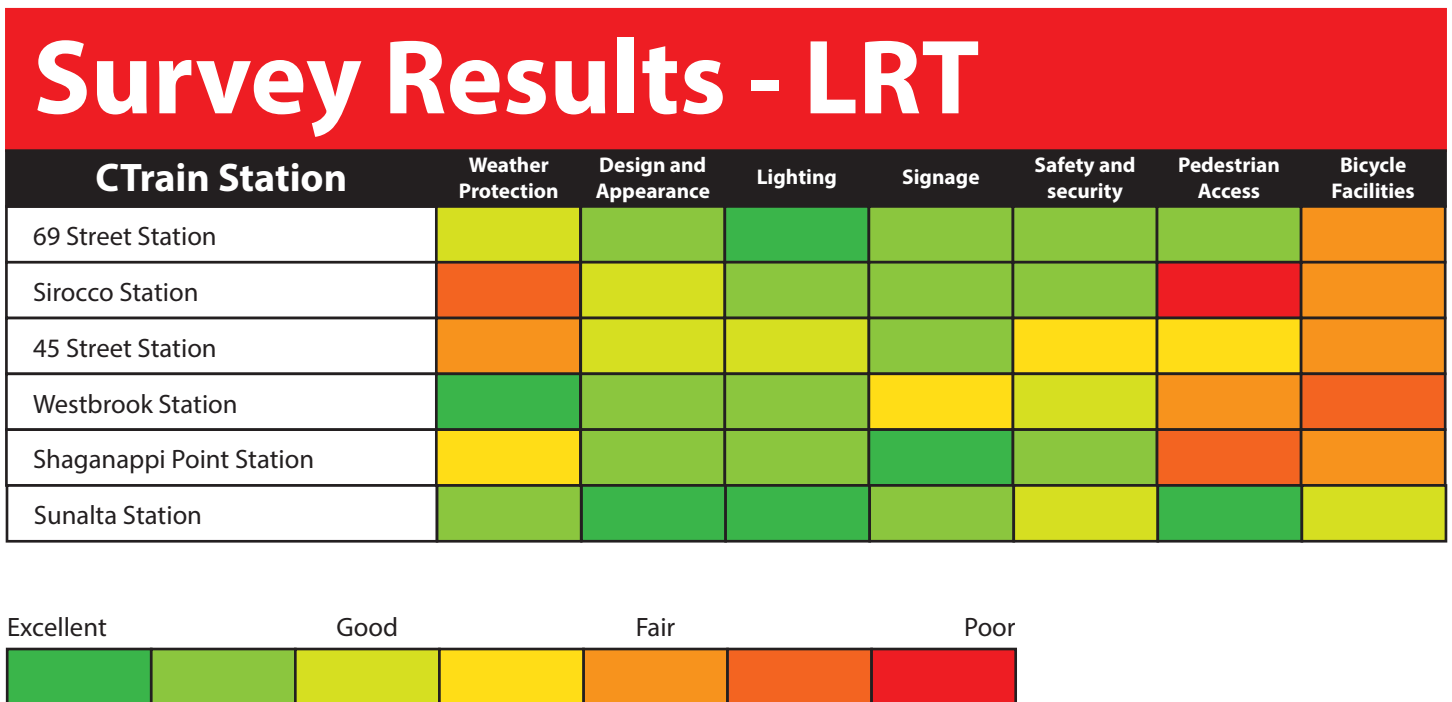 Survey Results - LRT
CTrain Station
Weather
Protection
Design and
Appearance
Lighting
Signage
Safety and
security
Pedestrian
Access
Bicycle
Facilities
69 Street Station
Sirocco Station
45 Street Station
Westbrook Station
Shaganappi Point Station
Sunalta Station
Excellent Good Fair Poor